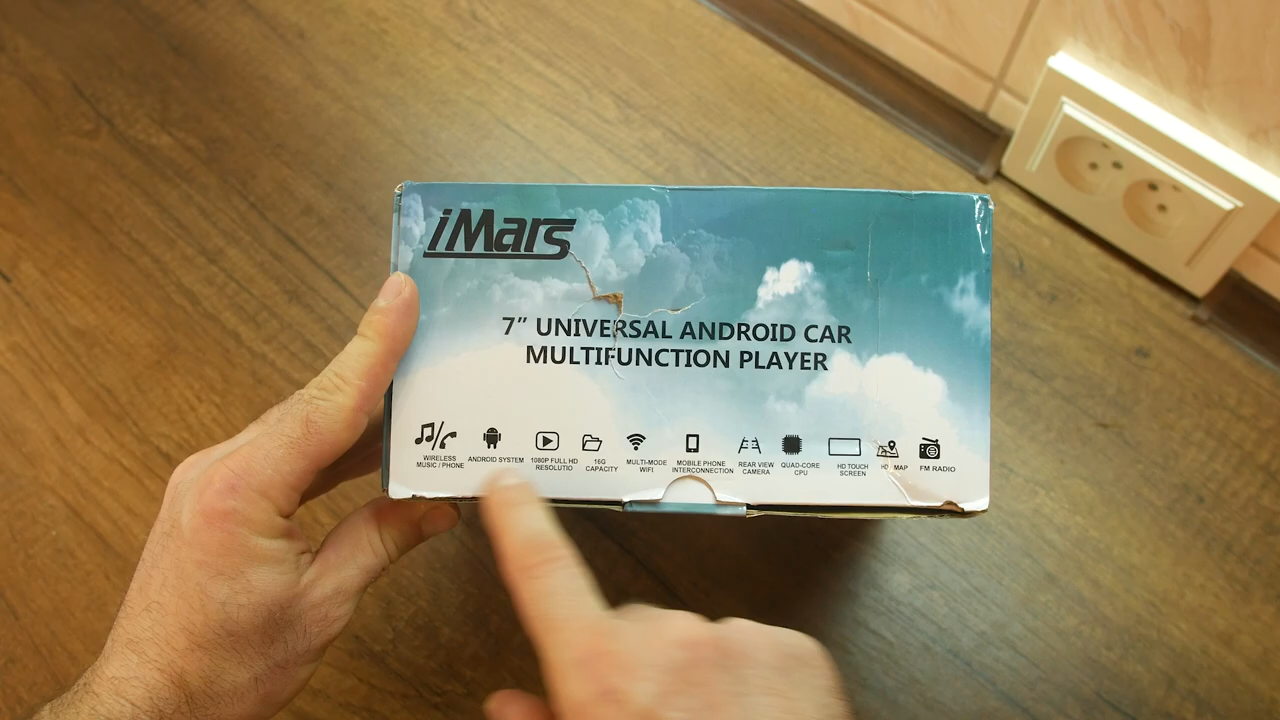 iMars
7" UNIVERSAL ANDROID CAR
MULTIFUNCTION PLAYER
WIRELESS
MUSIC / PHONE
ANDROID SYSTEM
1080P FULL HD
RESOLUTIO
16G
CAPACITY
MULTI-MODE
WIFI
MOBILE PHONE
INTERCONNECTION
REAR VIEW
CAMERA
QUAD-CORE
CPU
HD TOUCH
SCREEN
MAP
FM RADIO